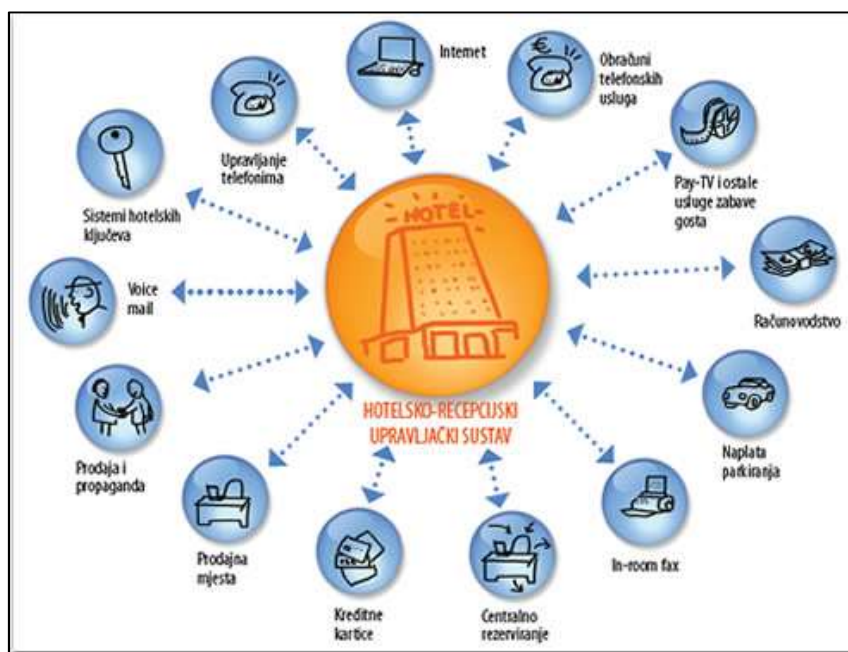 Internet
Obračuni
telefonskih
usluga
Upravljanje
telefonima
Pay-TV i ostale
usluge zabave
gosta
Sistemi hotelskih
ključeva
HOTEL
Voice
mail
Računovodstvo
HOTELSKO-RECEPCIJSKI
UPRAVLJAČKI SUSTAV
Prodaja i
propaganda
Naplata
parkiranja
Prodajna
mjesta
In-room fax
Kreditne
kartice
Centralno
rezerviranje